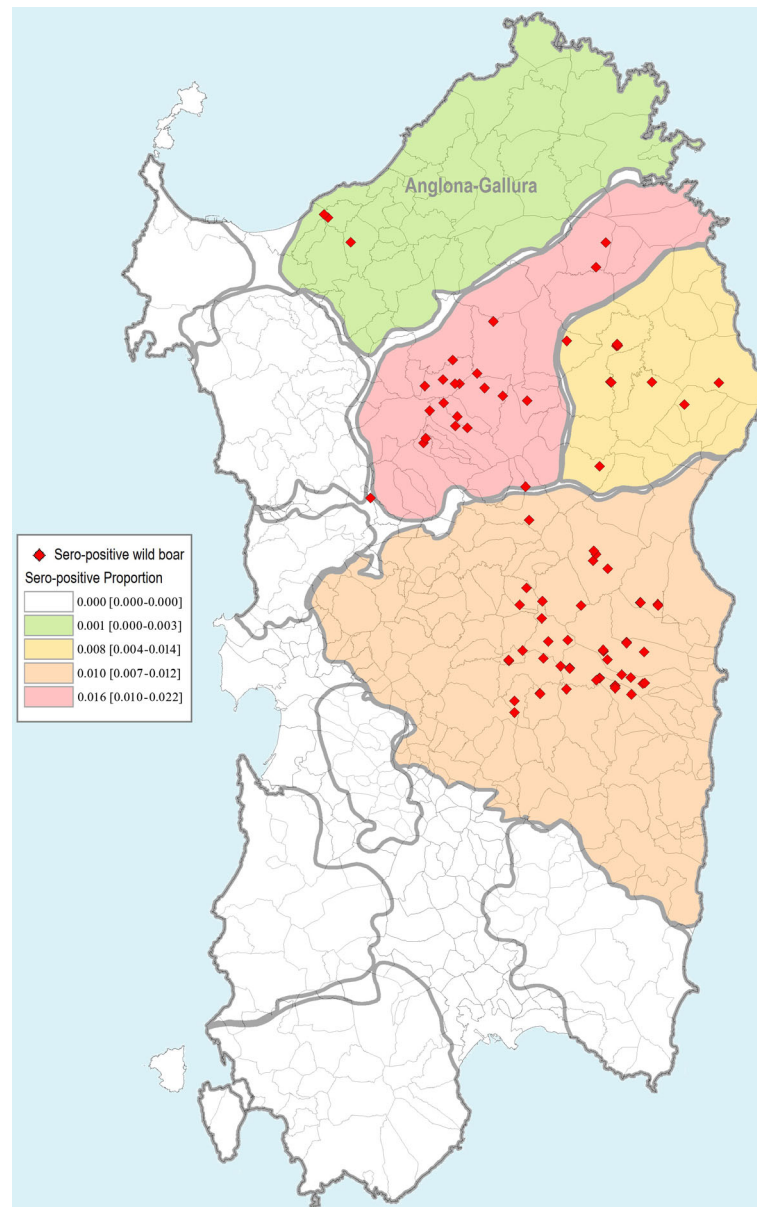 Anglona-Gallura
Sero-positive wild boar
Sero-positive Proportion
0.000 [0.000-0.000]
0.001 [0.000-0.003]
0.008 [0.004-0.014]
0.010 [0.007-0.012]
0.016 [0.010-0.022]